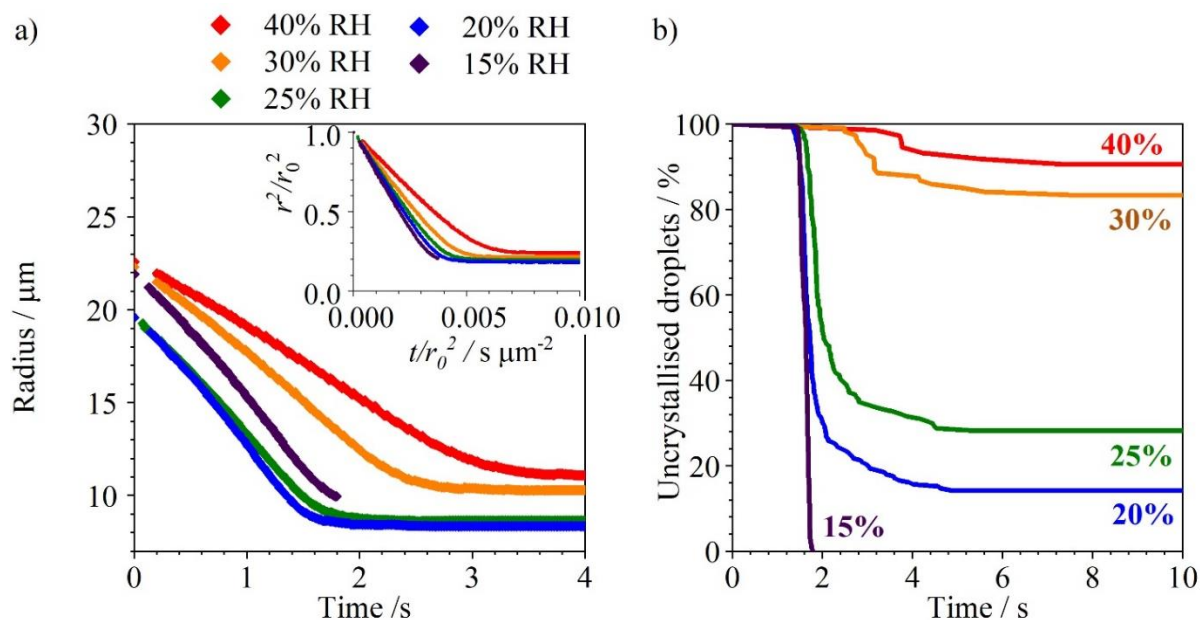 a)
40% RH
30% RH
25% RH
20% RH
15% RH
30
25
20
15
10
Radius / μm
0
1
2
3
4
Time /s
1.0
0.5
0.0
r²/r₀²
0.000
0.005
0.010
t/r₀² / s μm⁻²
b)
100
80
60
40
20
0
Uncrystallised droplets / %
40%
30%
25%
20%
15%
0
2
4
6
8
10
Time / s